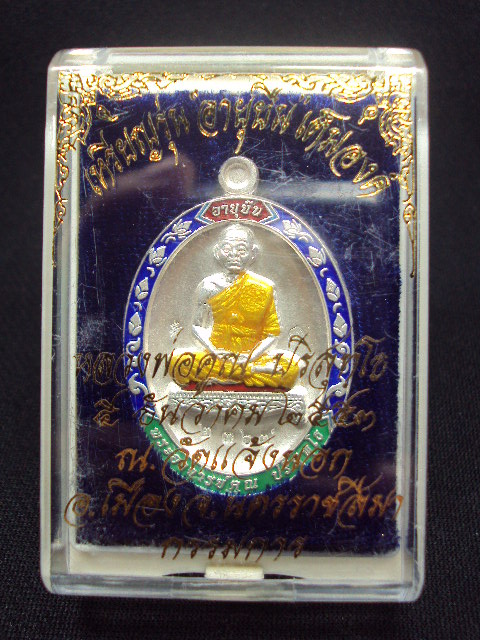 เหรียญรุ่น อายุยืน เต็มองค์
อายุยืน
หลวงพ่อคูณ ปริสุทโธ
๕ ธันวาคม ๒๕๕๓
ณ.วัดแจ้งนอก
อ.เมือง จ.นครราชสีมา
กรรมการ